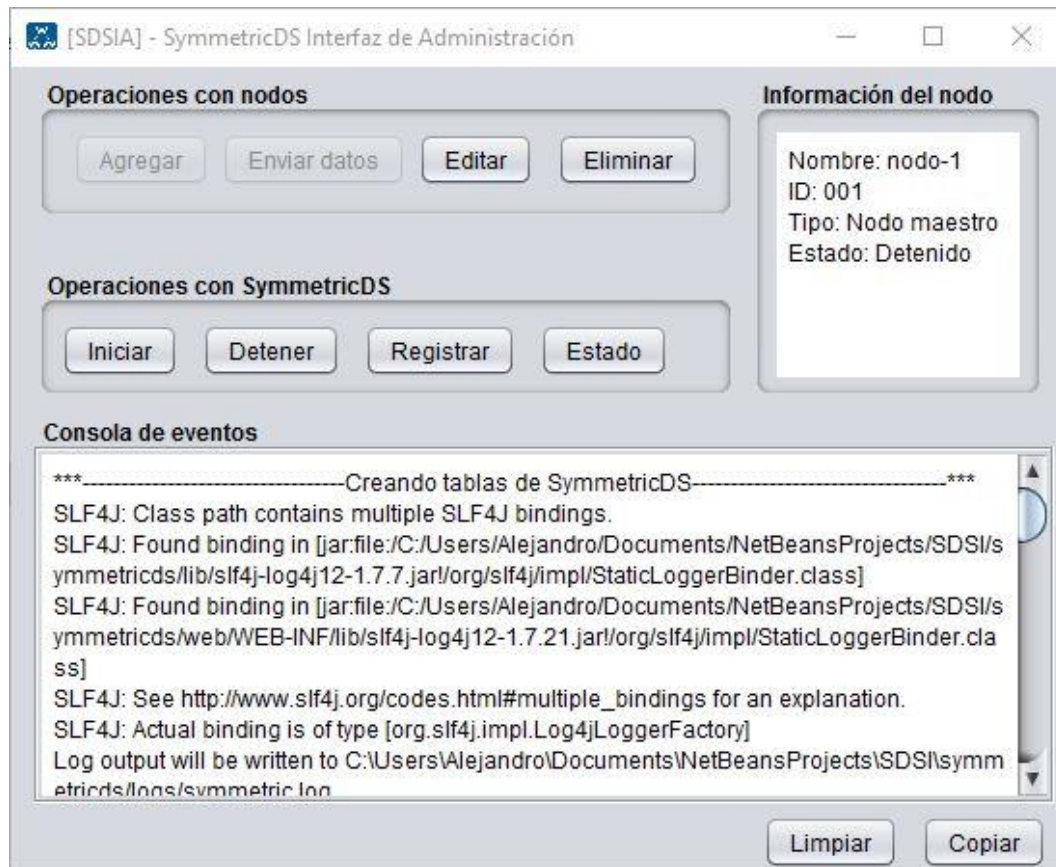 [SDSIA] - SymmetricDS Interfaz de Administración
Operaciones con nodos
Agregar
Enviar datos
Editar
Eliminar
Información del nodo
Nombre: nodo-1
ID: 001
Tipo: Nodo maestro
Estado: Detenido
Operaciones con SymmetricDS
Iniciar
Detener
Registrar
Estado
Consola de eventos
***----------------------------------Creando tablas de SymmetricDS---------------------------------***
SLF4J: Class path contains multiple SLF4J bindings.
SLF4J: Found binding in [jar:file:/C:/Users/Alejandro/Documents/NetBeansProjects/SDSI/s
ymmetricds/lib/slf4j-log4j12-1.7.7.jar!/org/slf4j/impl/StaticLoggerBinder.class]
SLF4J: Found binding in [jar:file:/C:/Users/Alejandro/Documents/NetBeansProjects/SDSI/s
ymmetricds/web/WEB-INF/lib/slf4j-log4j12-1.7.21.jar!/org/slf4j/impl/StaticLoggerBinder.cla
ss]
SLF4J: See http://www.slf4j.org/codes.html#multiple_bindings for an explanation.
SLF4J: Actual binding is of type [org.slf4j.impl.Log4jLoggerFactory]
Log output will be written to C:\Users\Alejandro\Documents\NetBeansProjects\SDSI\symm
etricds/logs/symmetric.log
Limpiar
Copiar